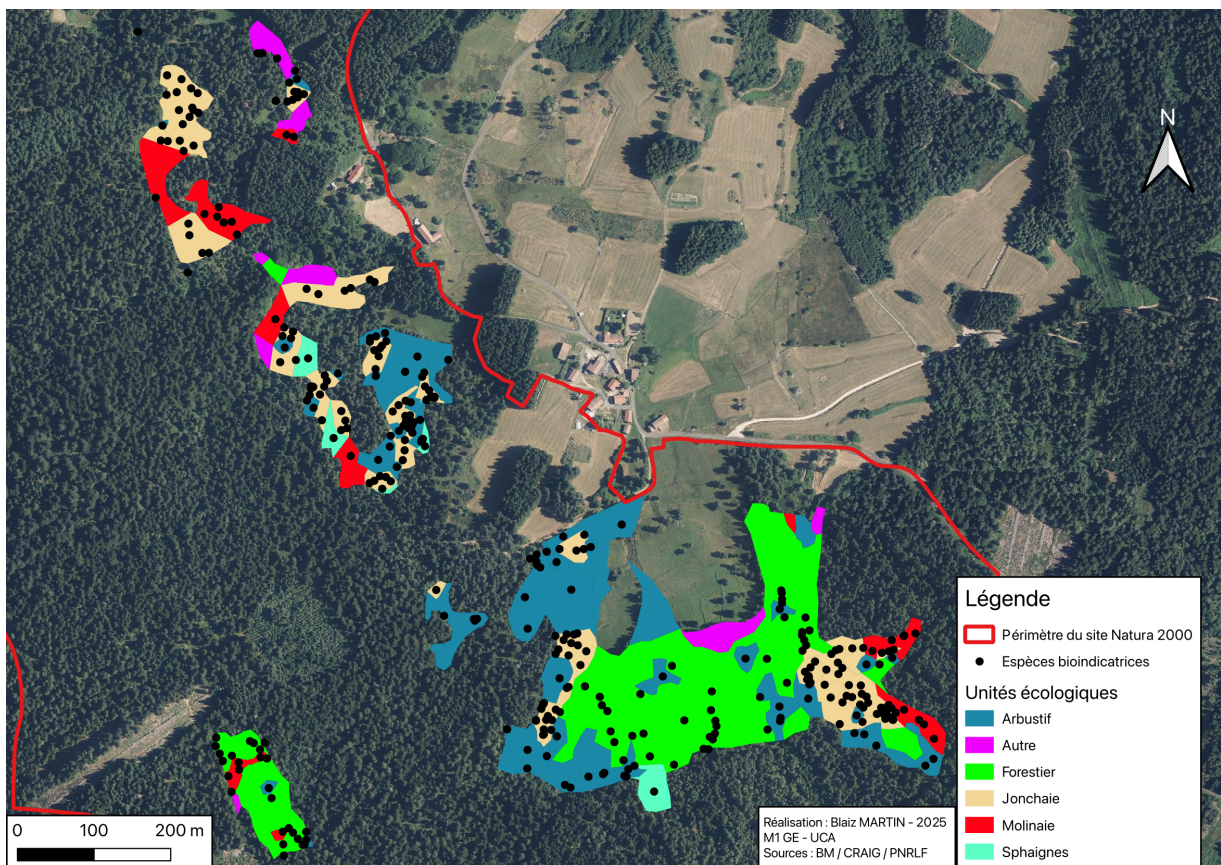 N
Légende
Périmètre du site Natura 2000
Espèces bioindicatrices
Unités écologiques
Arbustif
Autre
Forestier
Jonchaie
Molinaie
Sphaignes
Réalisation : Blaiz MARTIN - 2025
M1 GE - UCA
Sources : BM / CRAIG / PNRLF
0 100 200 m